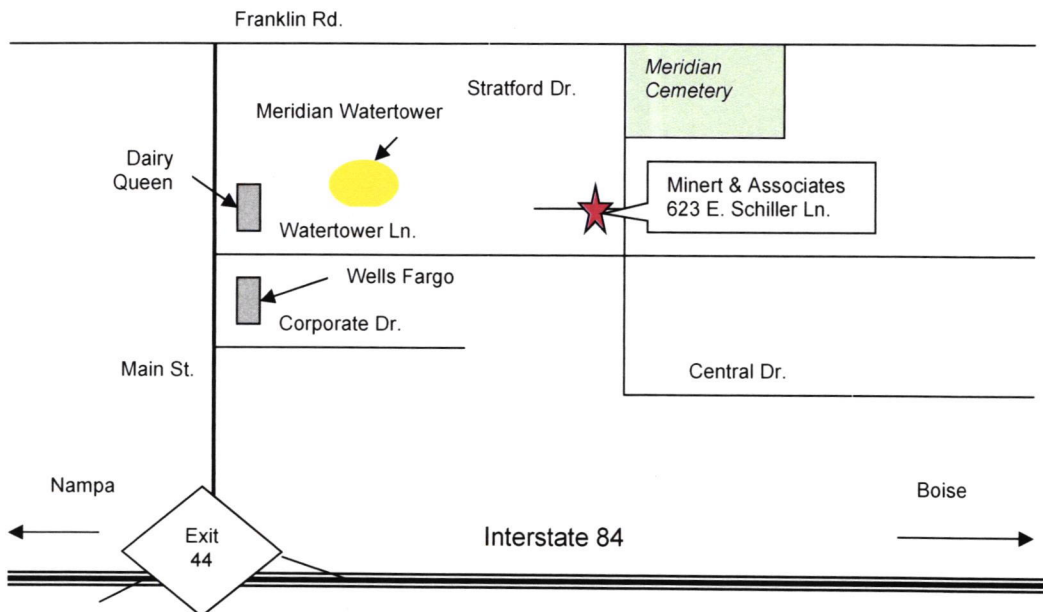 Franklin Rd.
Meridian
Cemetery
Stratford Dr.
Meridian Watertower
Dairy
Queen
Minert & Associates
623 E. Schiller Ln.
Watertower Ln.
Wells Fargo
Corporate Dr.
Main St.
Central Dr.
Nampa
Boise
Exit
44
Interstate 84